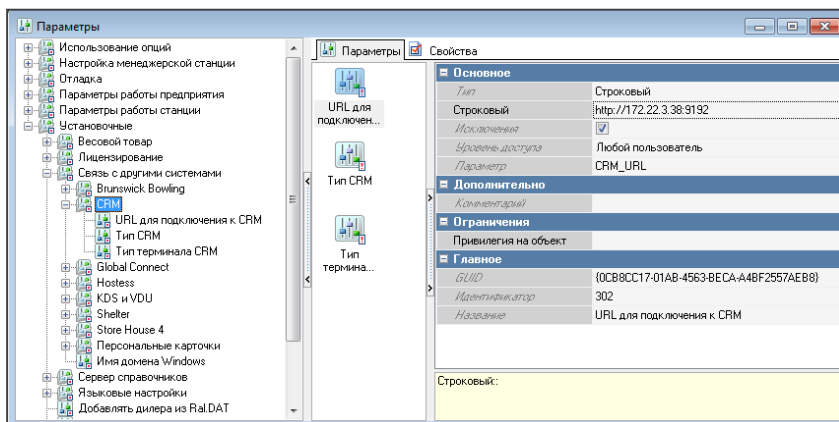 Параметры
Использование опций
Настройка менеджерской станции
Отладка
Параметры работы предприятия
Параметры работы станции
Установочные
Весовой товар
Лицензирование
Связь с другими системами
Brunswick Bowling
CRM
URL для подключения к CRM
Тип CRM
Тип терминала CRM
Global Connect
Hostess
KDS и VDU
Shelter
Store House 4
Персональные карточки
Имя домена Windows
Сервер справочников
Языковые настройки
Добавлять дилера из Ral.DAT
Параметры Свойства
URL для
подключен...
Тип CRM
Тип
термина...
Основное
Тип Строковый
Строковый http://172.22.3.38:9192
Исключения
Уровень доступа Любой пользователь
Параметр CRM_URL
Дополнительно
Комментарий
Ограничения
Привилегия на объект
Главное
GUID {0CB8CC17-01AB-4563-BECA-A4BF2557AEB8}
Идентификатор 302
Название URL для подключения к CRM
Строковый::